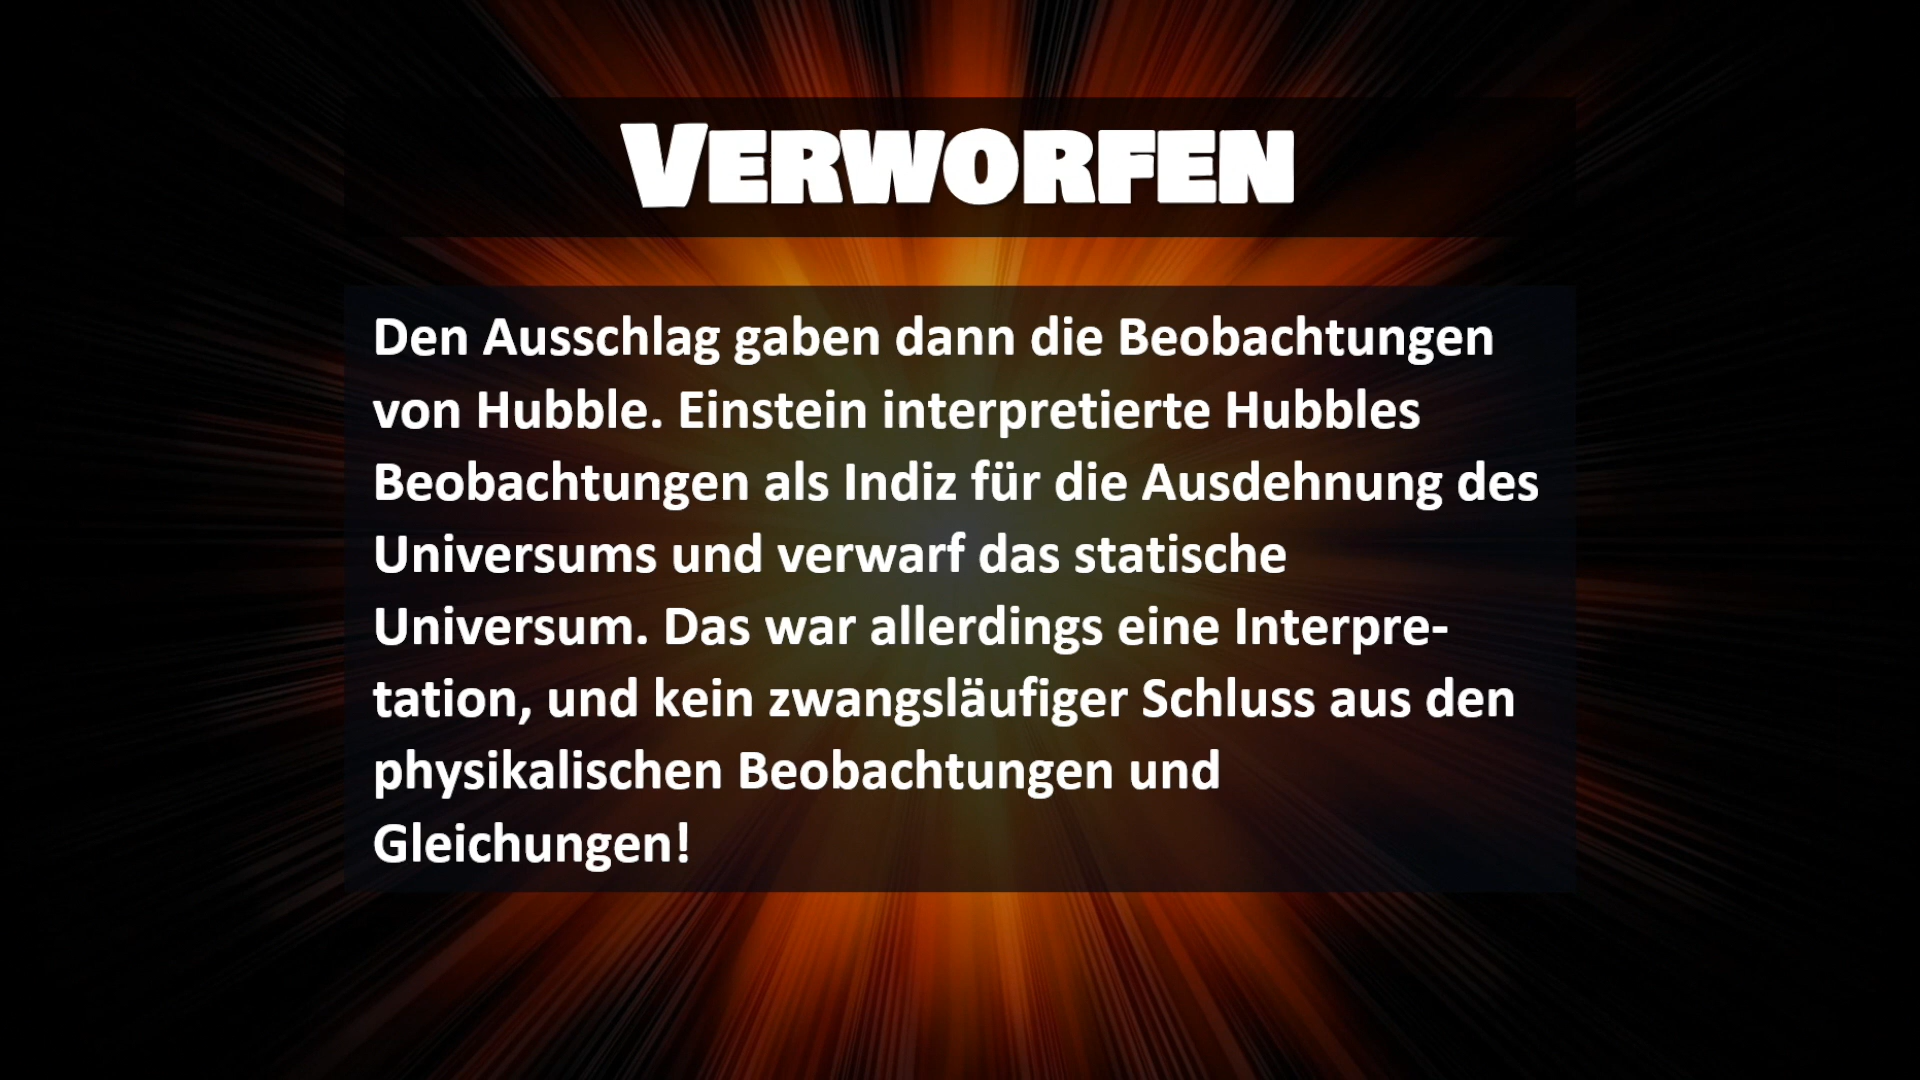 VERWORFEN
Den Ausschlag gaben dann die Beobachtungen
von Hubble. Einstein interpretierte Hubbles
Beobachtungen als Indiz für die Ausdehnung des
Universums und verwarf das statische
Universum. Das war allerdings eine Interpre-
tation, und kein zwangsläufiger Schluss aus den
physikalischen Beobachtungen und
Gleichungen!